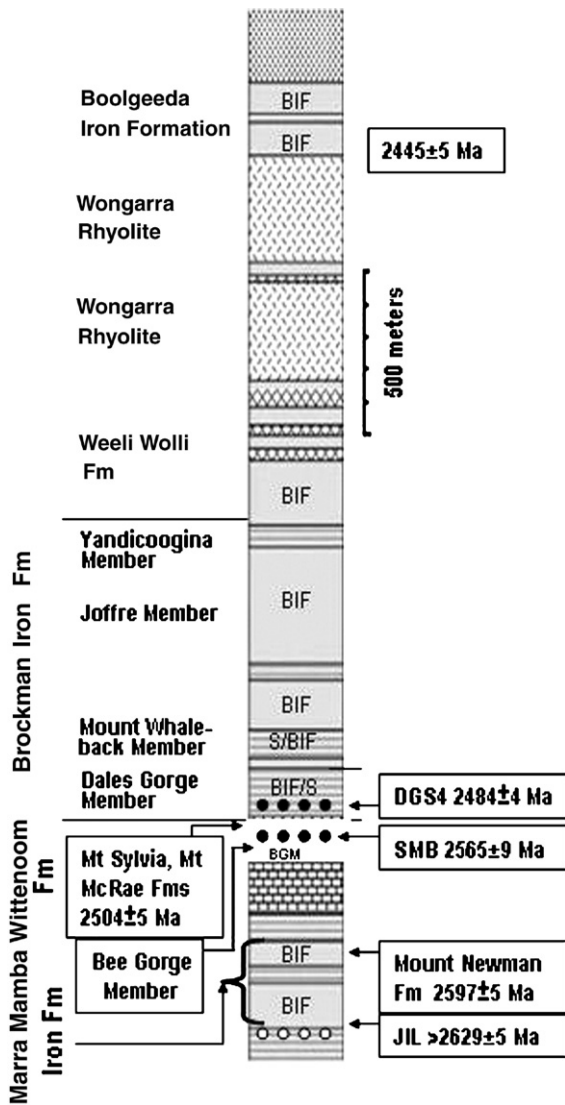 BIF
Boolgeeda
Iron Formation
BIF
2445±5 Ma
Wongarra
Rhyolite
Wongarra
Rhyolite
500 meters
Weeli Wolli
Fm
BIF
Brockman Iron Fm
Yandicoogina
Member
Joffre Member
BIF
BIF
Mount Whale-
back Member
S/BIF
Dales Gorge
Member
BIF/S
DGS4 2484±4 Ma
SMB 2565±9 Ma
BGM
Mt Sylvia, Mt
McRae Fms
2504±5 Ma
Bee Gorge
Member
Marra Mamba Wittenoom
Iron Fm
Fm
BIF
Mount Newman
Fm 2597±5 Ma
BIF
JIL >2629±5 Ma